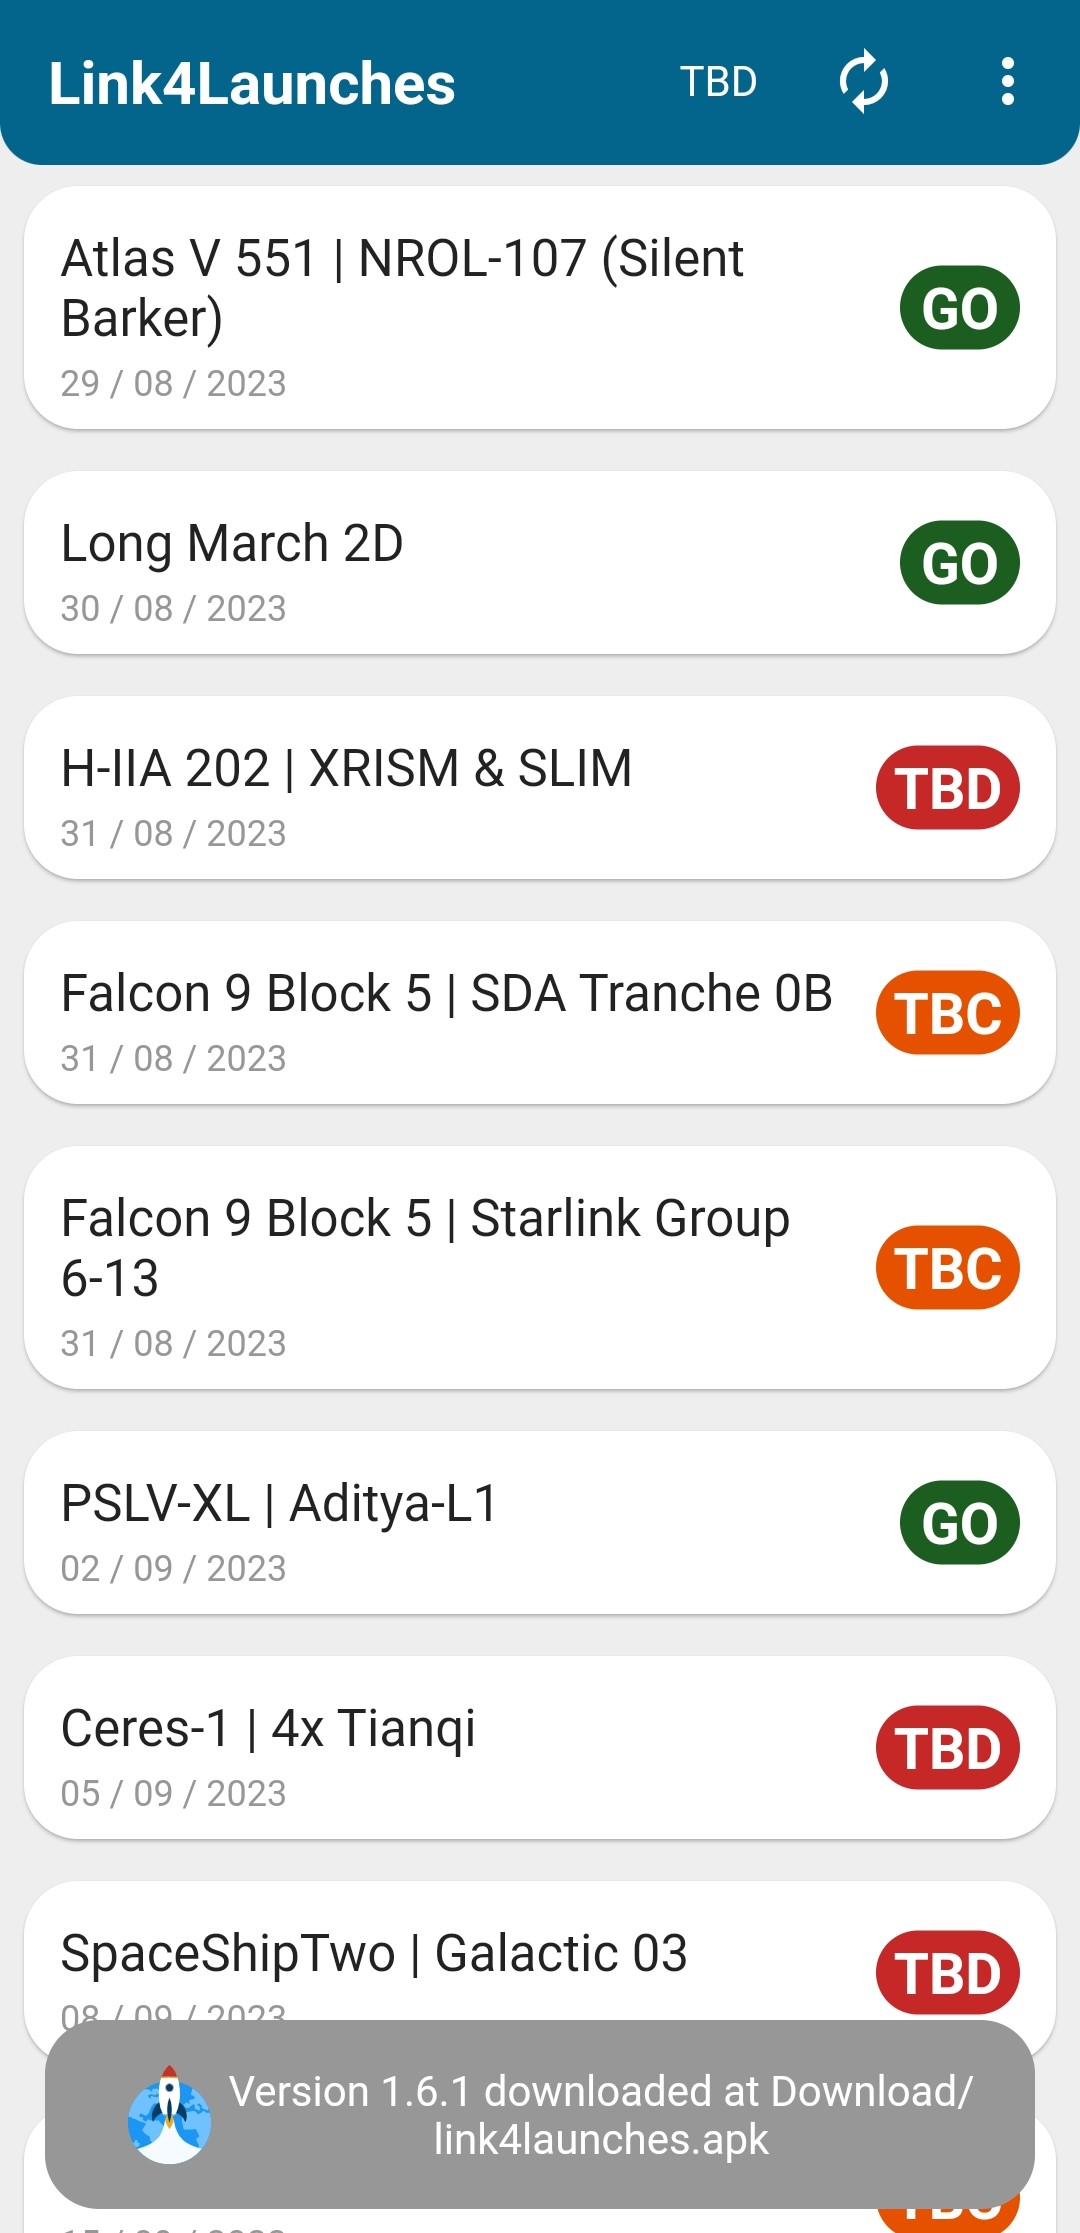 Link4Launches
TBD
Atlas V 551 | NROL-107 (Silent
Barker)
GO
29 / 08 / 2023
Long March 2D
GO
30 / 08 / 2023
H-IIA 202 | XRISM & SLIM
TBD
31 / 08 / 2023
Falcon 9 Block 5 | SDA Tranche 0B
TBC
31 / 08 / 2023
Falcon 9 Block 5 | Starlink Group
6-13
TBC
31 / 08 / 2023
PSLV-XL | Aditya-L1
GO
02 / 09 / 2023
Ceres-1 | 4x Tianqi
TBD
05 / 09 / 2023
SpaceShipTwo | Galactic 03
TBD
08 / 09 / 2023
Version 1.6.1 downloaded at Download/
link4launches.apk